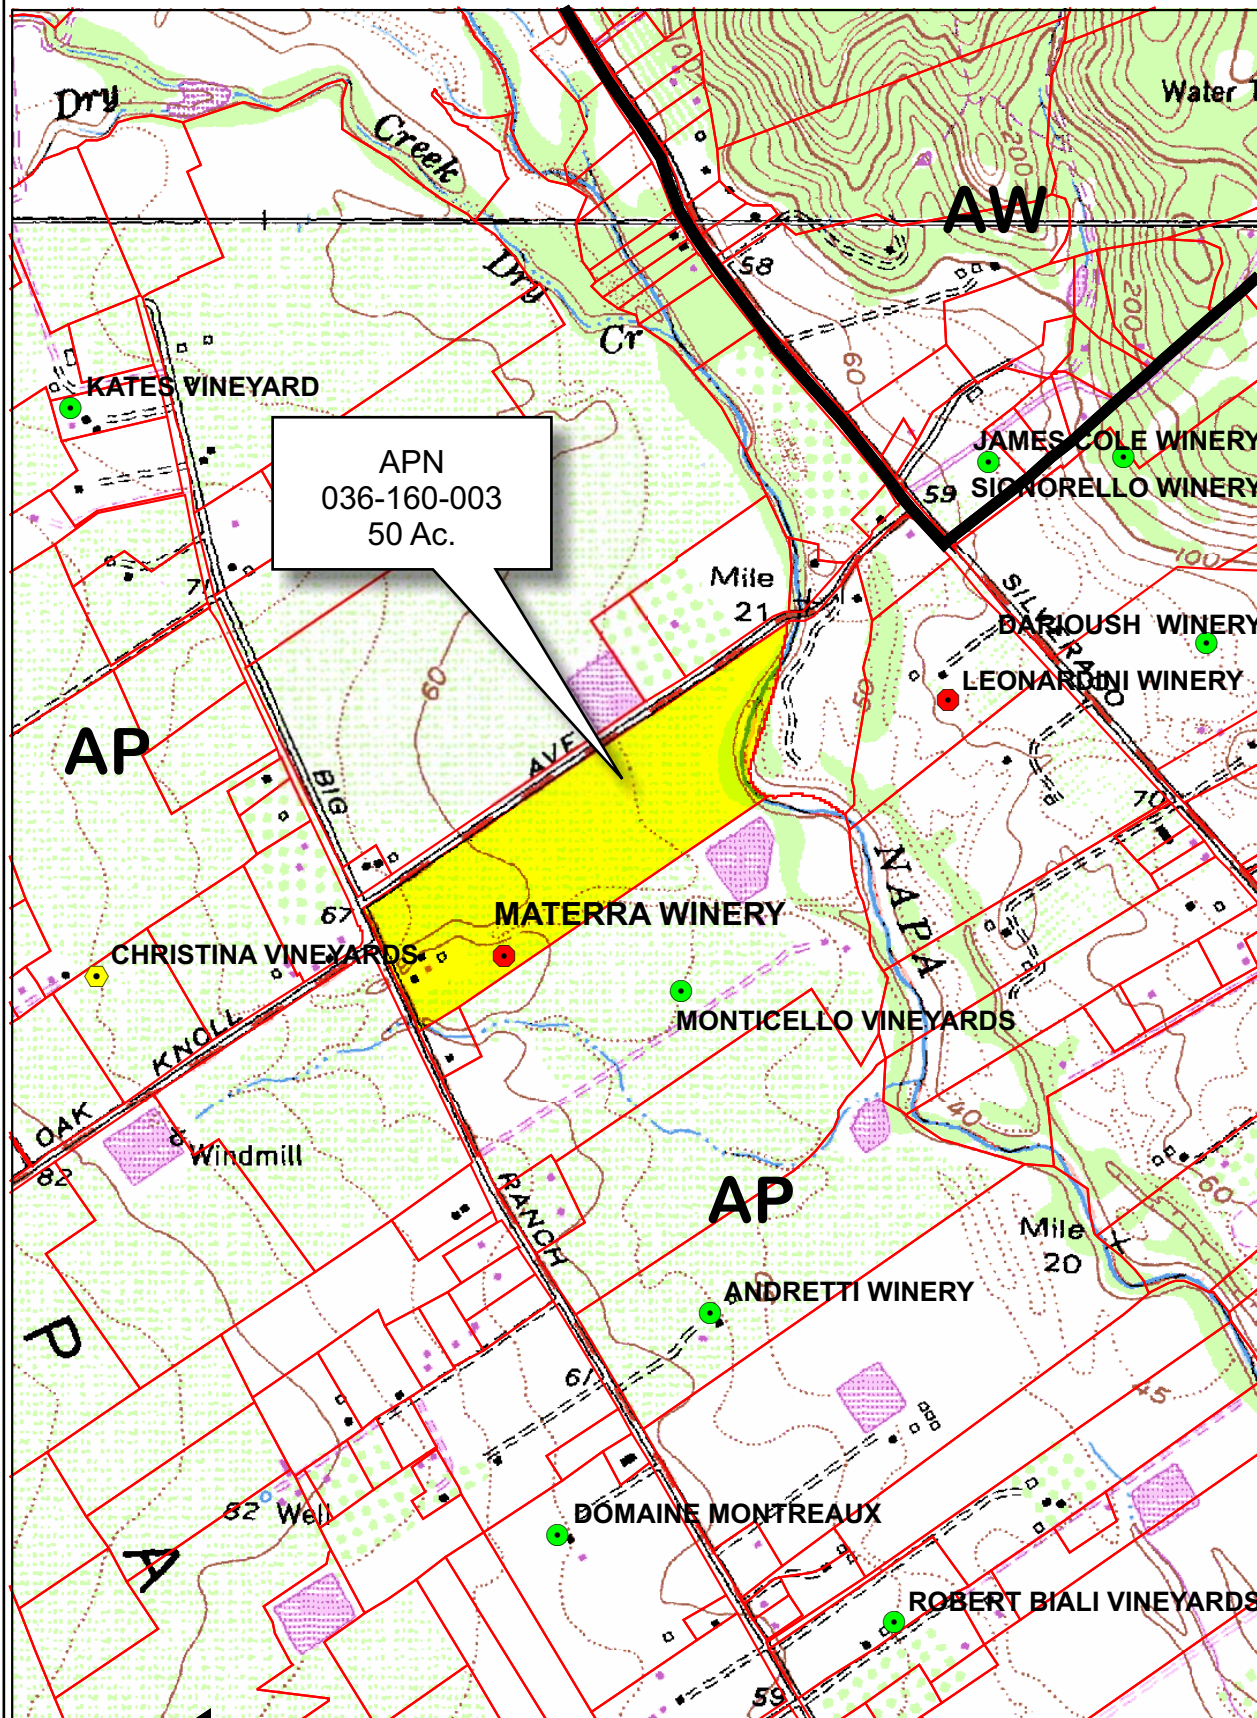 Dry
Creek
Water
AW
58
200
Dry
Cr
200
60
KATES VINEYARD
JAMES COLE WINERY
APN
036-160-003
50 Ac.
59
SIGNORELLO WINERY
100
Mile
21
71
SILVERADO
DARIOUSH WINERY
60
50
LEONARDINI WINERY
AP
AVE
BIG
70
NAPA
67
MATERRA WINERY
CHRISTINA VINEYARDS
MONTICELLO VINEYARDS
KNOLL
OAK
40
Windmill
82
RANCH
AP
60
Mile
20
ANDRETTI WINERY
P
61
45
DOMAINE MONTREAUX
82 Well
A
ROBERT BIALI VINEYARDS
59